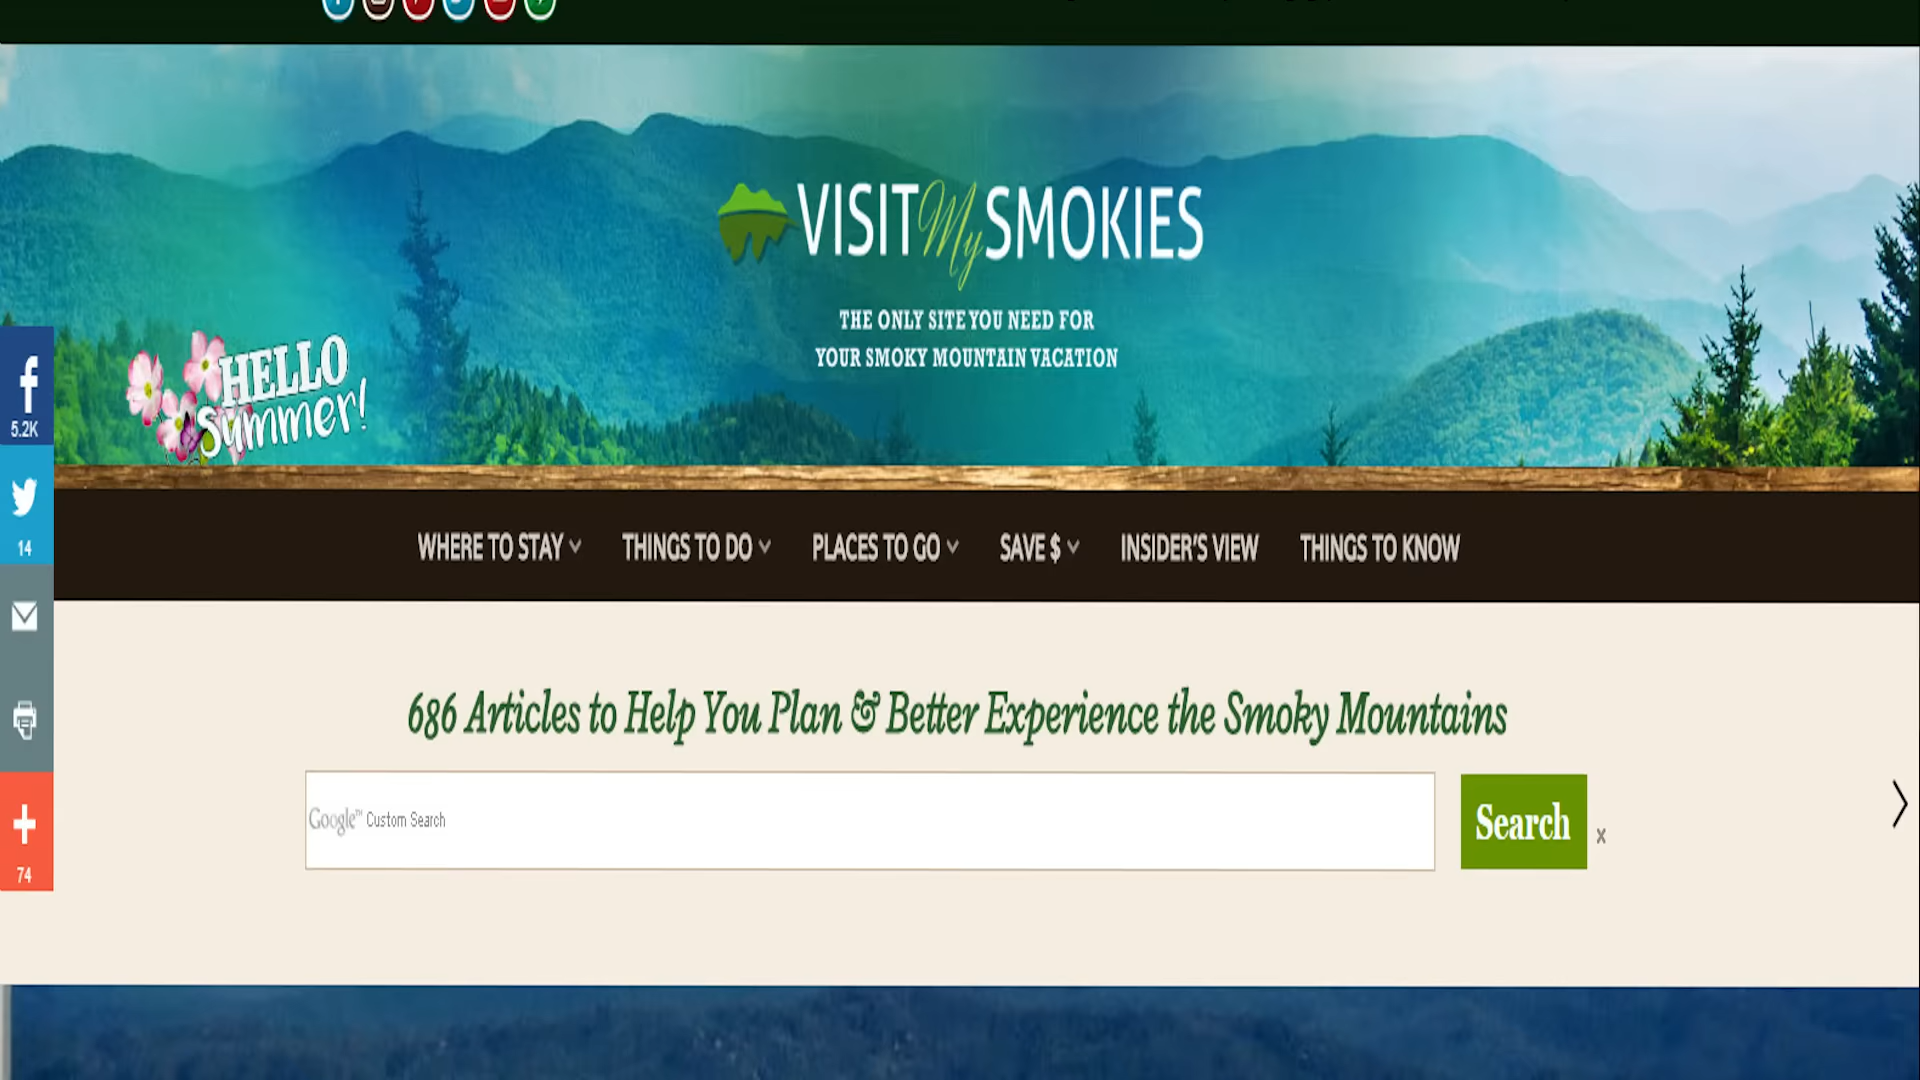 VISIT My SMOKIES
THE ONLY SITE YOU NEED FOR
YOUR SMOKY MOUNTAIN VACATION
HELLO
Summer!
5.2K
14
74
WHERE TO STAY THINGS TO DO PLACES TO GO SAVE $ INSIDER'S VIEW THINGS TO KNOW
686 Articles to Help You Plan & Better Experience the Smoky Mountains
Google™ Custom Search
Search x